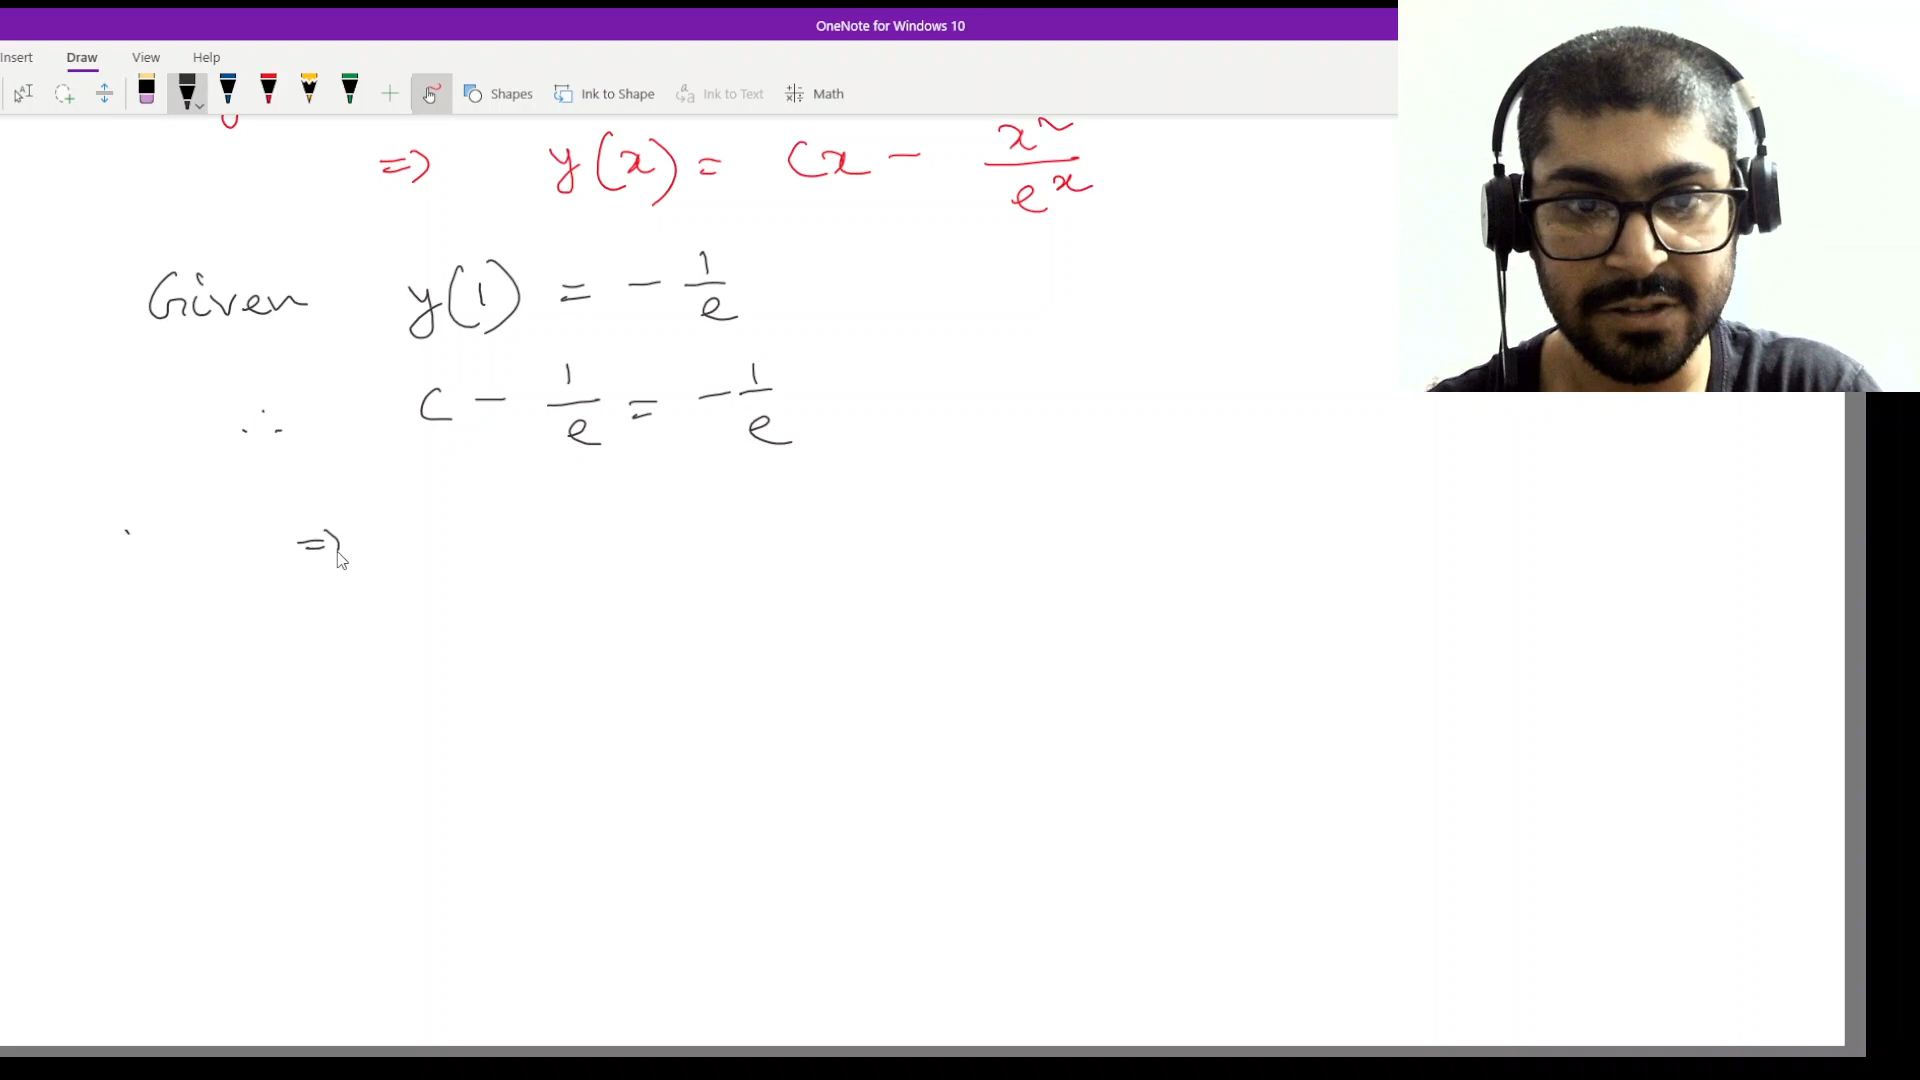 OneNote for Windows 10
Insert Draw View Help
Shapes Ink to Shape Ink to Text Math
=> y(x) = Cx - x²/e^x
Given y(1) = - 1/e
∴ C - 1/e = - 1/e
=>